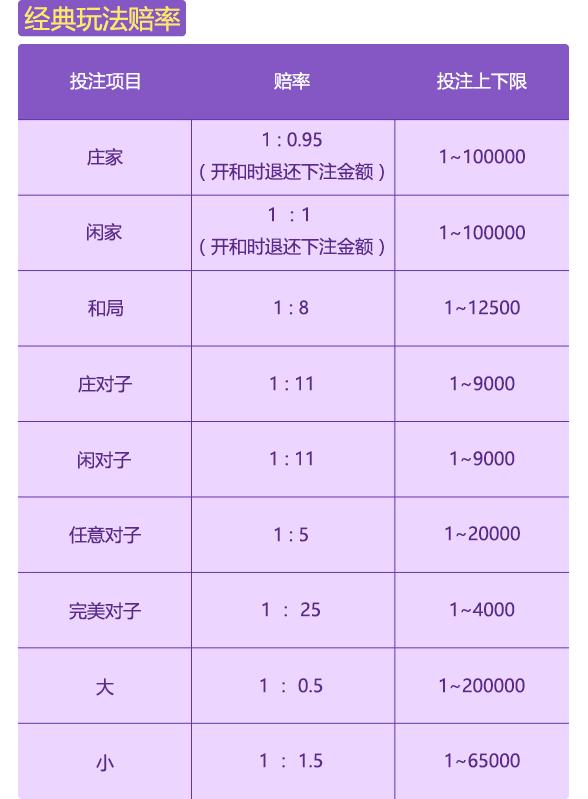 经典玩法赔率
投注项目 赔率 投注上下限
庄家 1 : 0.95 (开和时退还下注金额) 1~100000
闲家 1 : 1 (开和时退还下注金额) 1~100000
和局 1 : 8 1~12500
庄对子 1 : 11 1~9000
闲对子 1 : 11 1~9000
任意对子 1 : 5 1~20000
完美对子 1 : 25 1~4000
大 1 : 0.5 1~200000
小 1 : 1.5 1~65000